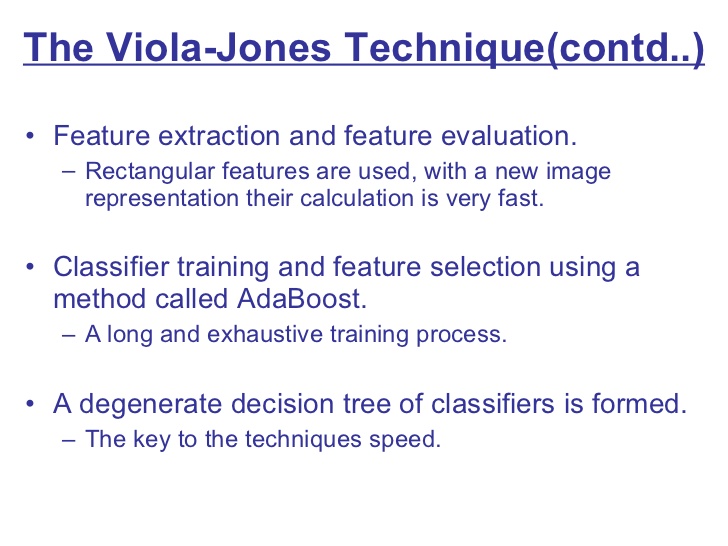 The Viola-Jones Technique(contd..)
• Feature extraction and feature evaluation.
– Rectangular features are used, with a new image
representation their calculation is very fast.
• Classifier training and feature selection using a
method called AdaBoost.
– A long and exhaustive training process.
• A degenerate decision tree of classifiers is formed.
– The key to the techniques speed.